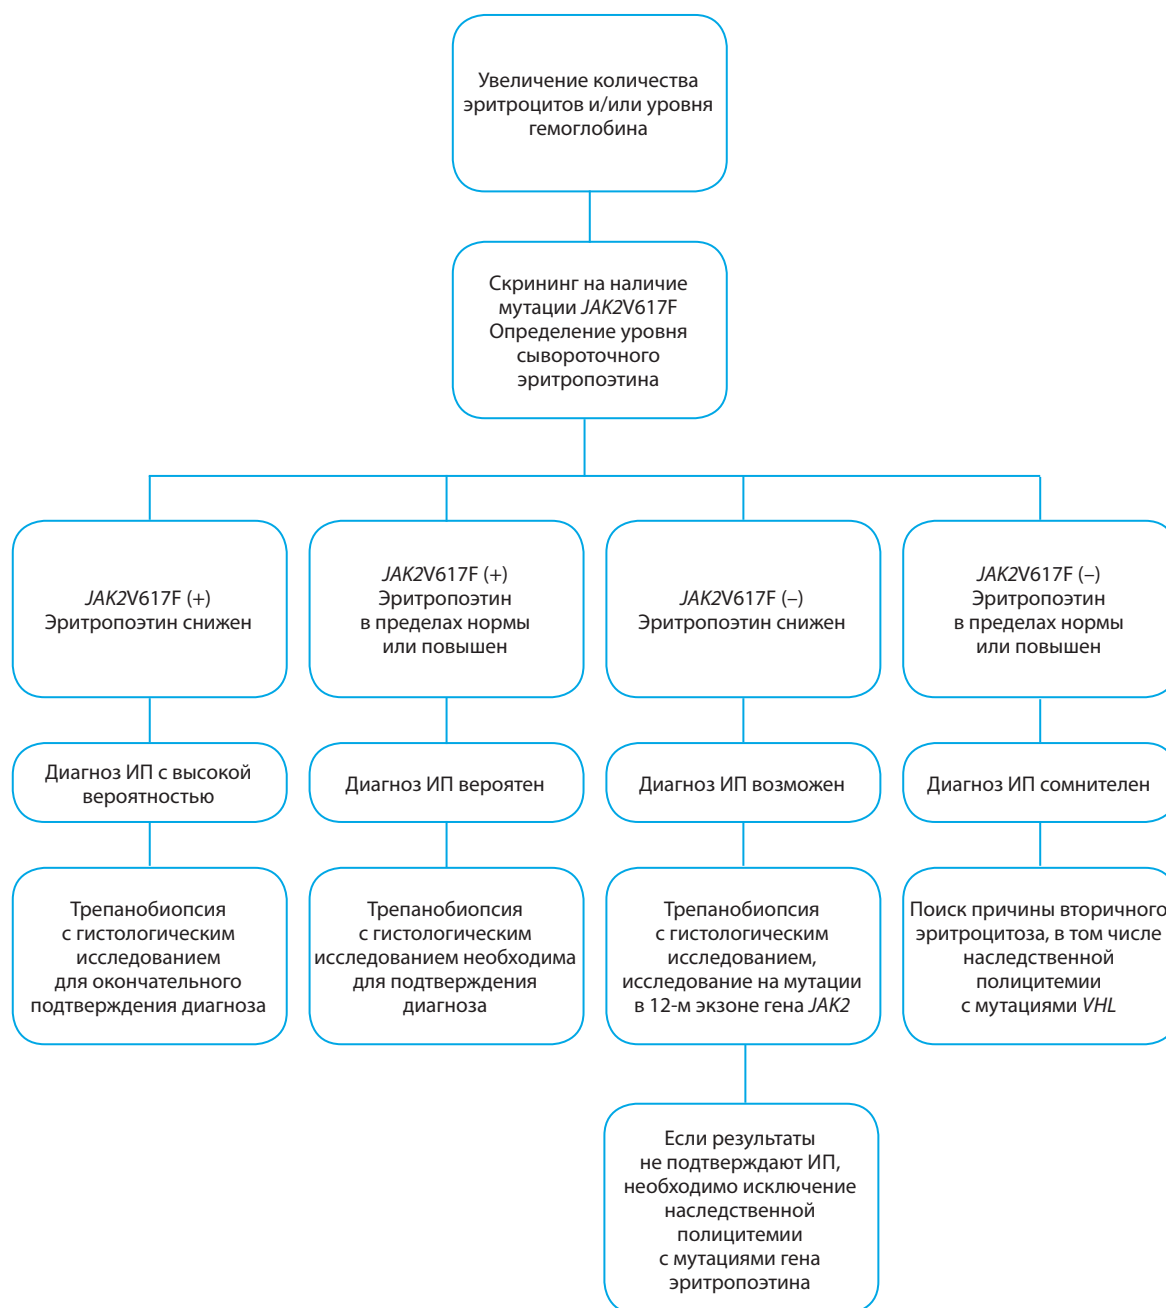 Увеличение количества
эритроцитов и/или уровня
гемоглобина
Скрининг на наличие
мутации JAK2V617F
Определение уровня
сывороточного
эритропоэтина
JAK2V617F (+)
Эритропоэтин снижен
JAK2V617F (+)
Эритропоэтин
в пределах нормы
или повышен
JAK2V617F (–)
Эритропоэтин снижен
JAK2V617F (–)
Эритропоэтин
в пределах нормы
или повышен
Диагноз ИП с высокой
вероятностью
Диагноз ИП вероятен
Диагноз ИП возможен
Диагноз ИП сомнителен
Трепанобиопсия
с гистологическим
исследованием
для окончательного
подтверждения диагноза
Трепанобиопсия
с гистологическим
исследованием необходима
для подтверждения
диагноза
Трепанобиопсия
с гистологическим
исследованием,
исследование на мутации
в 12-м экзоне гена JAK2
Поиск причины вторичного
эритроцитоза, в том числе
наследственной
полицитемии
с мутациями VHL
Если результаты
не подтверждают ИП,
необходимо исключение
наследственной
полицитемии
с мутациями гена
эритропоэтина